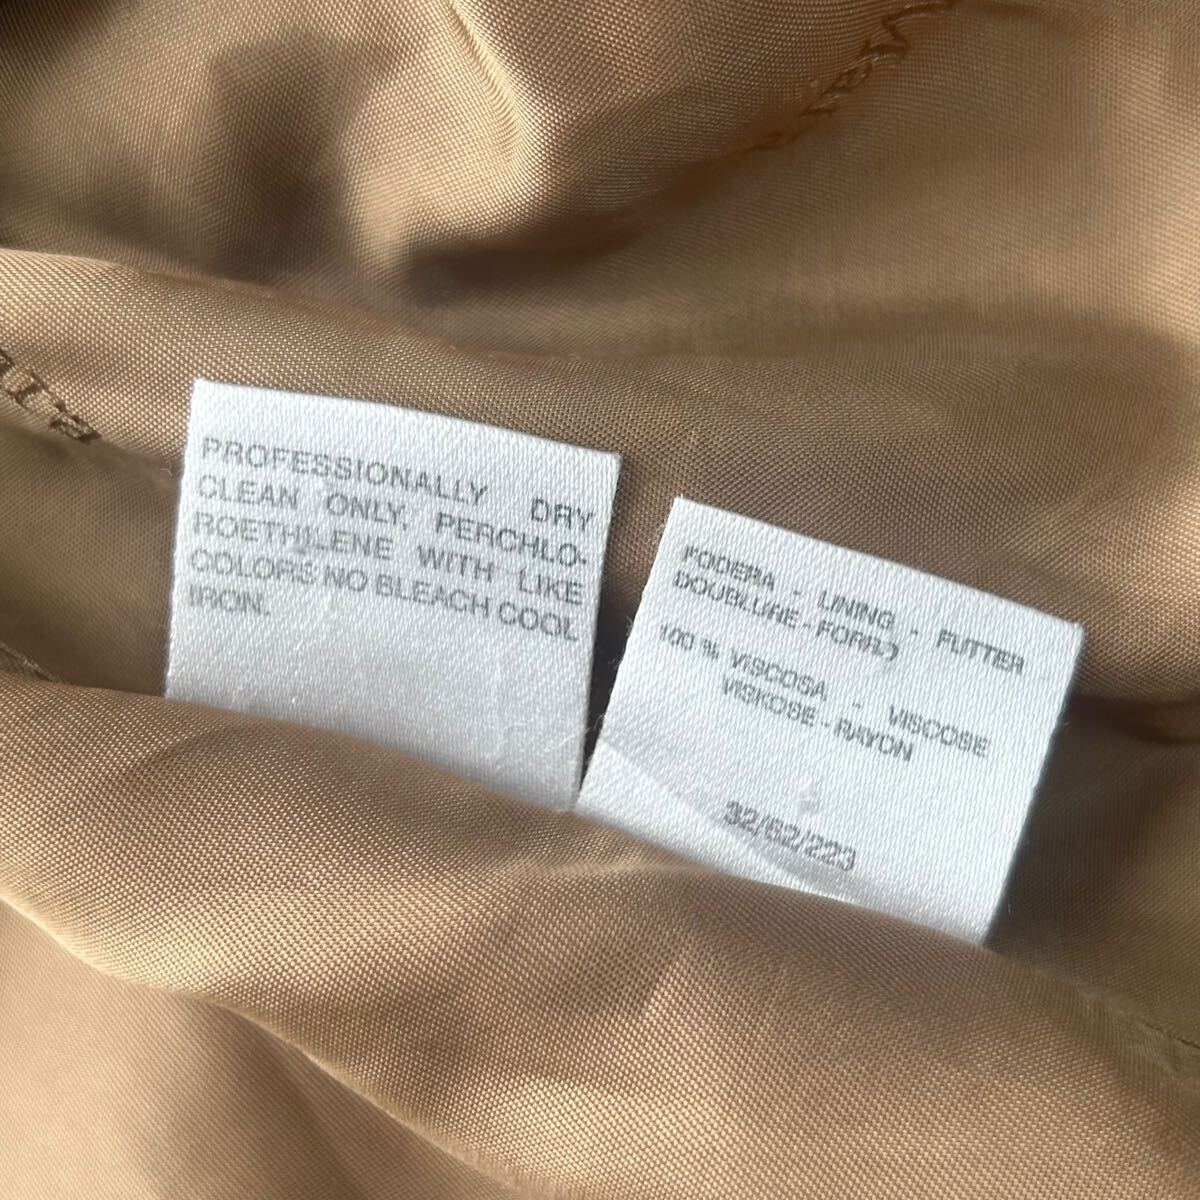 PROFESSIONALLY DRY
CLEAN ONLY. PERCHLO-
ROETHILENE WITH LIKE
COLORS NO BLEACH COOL
IRON.
FODERA - LINING - FUTTER
DOUBLURE - FORRO
100 % VISCOSA - VISCOSE
VISKOSE - RAYON
32/62/223